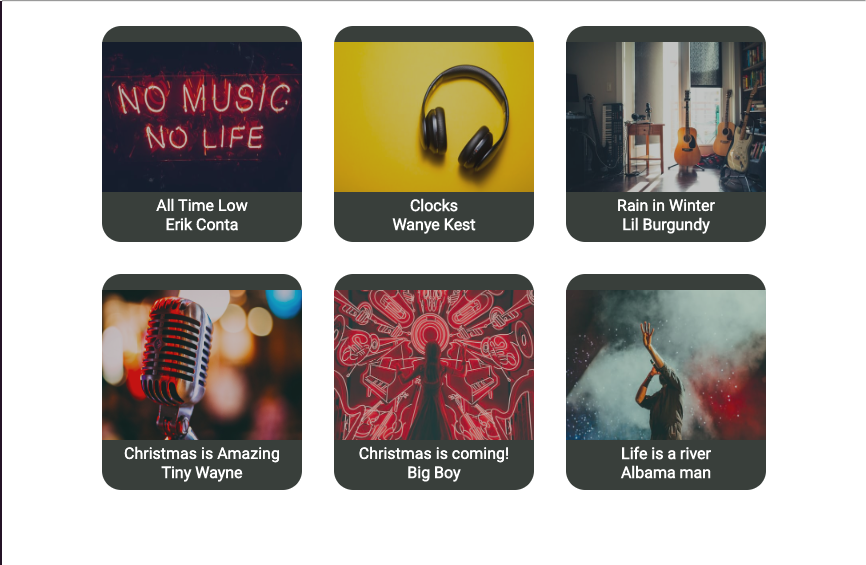 NO MUSIC
NO LIFE
All Time Low
Erik Conta
Clocks
Wanye Kest
Rain in Winter
Lil Burgundy
Christmas is Amazing
Tiny Wayne
Christmas is coming!
Big Boy
Life is a river
Albama man